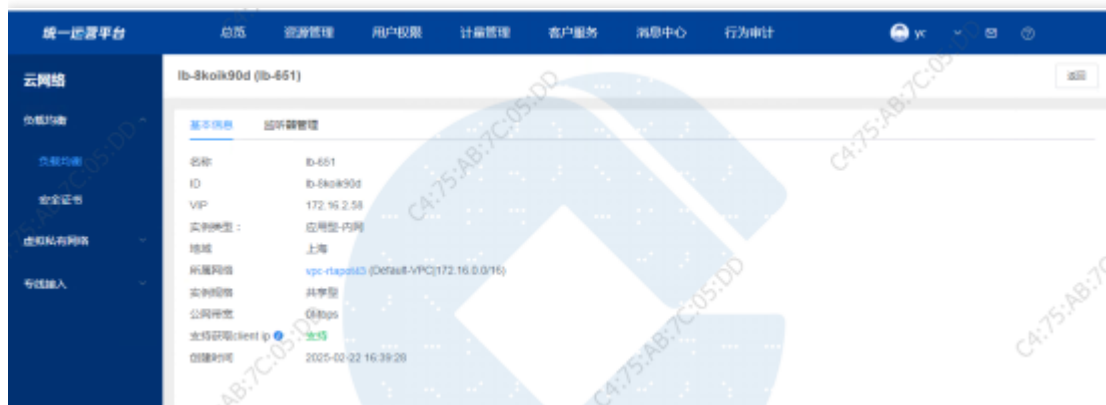 统一运营平台 总览 资源管理 用户权限 计量管理 客户服务 消息中心 行为审计 yc
云网络
lb-8koik90d (lb-651) 返回
负载均衡
基本信息 监听器管理
负载均衡
名称 lb-651
ID lb-8koik90d
安全证书
VIP 172.16.2.58
实例类型： 应用型-内网
虚拟私有网络
地域 上海
所属网络 (Default-VPC|172.16.0.0/16)
专线接入
实例规格 共享型
公网带宽 0Mbps
支持获取client ip 支持
创建时间 2025-02-22 16:39:28
C4:75:AB:7C:05:DD